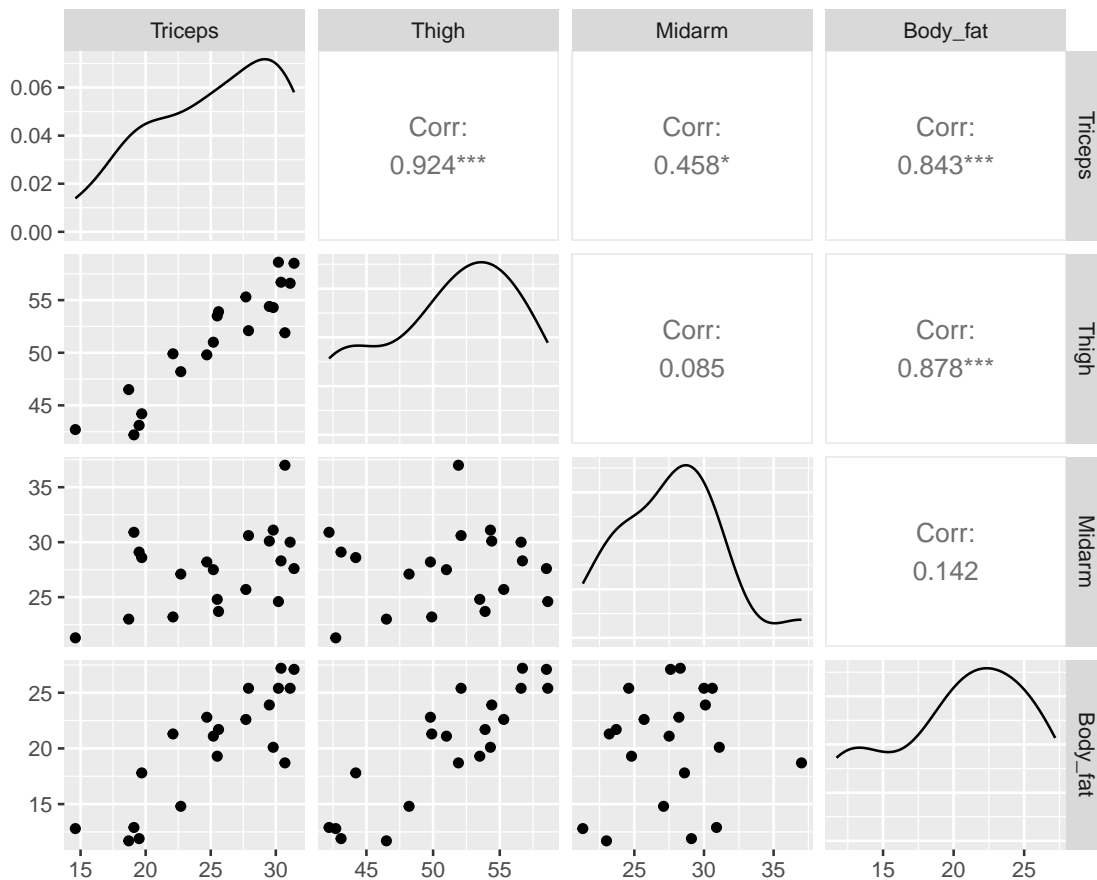 Triceps Thigh Midarm Body_fat
0.06
0.04
0.02
0.00
Corr:
0.924***
Corr:
0.458*
Corr:
0.843***
Triceps
55
50
45
Corr:
0.085
Corr:
0.878***
Thigh
35
30
25
Corr:
0.142
Midarm
25
20
15
Body_fat
15 20 25 30 45 50 55 25 30 35 15 20 25